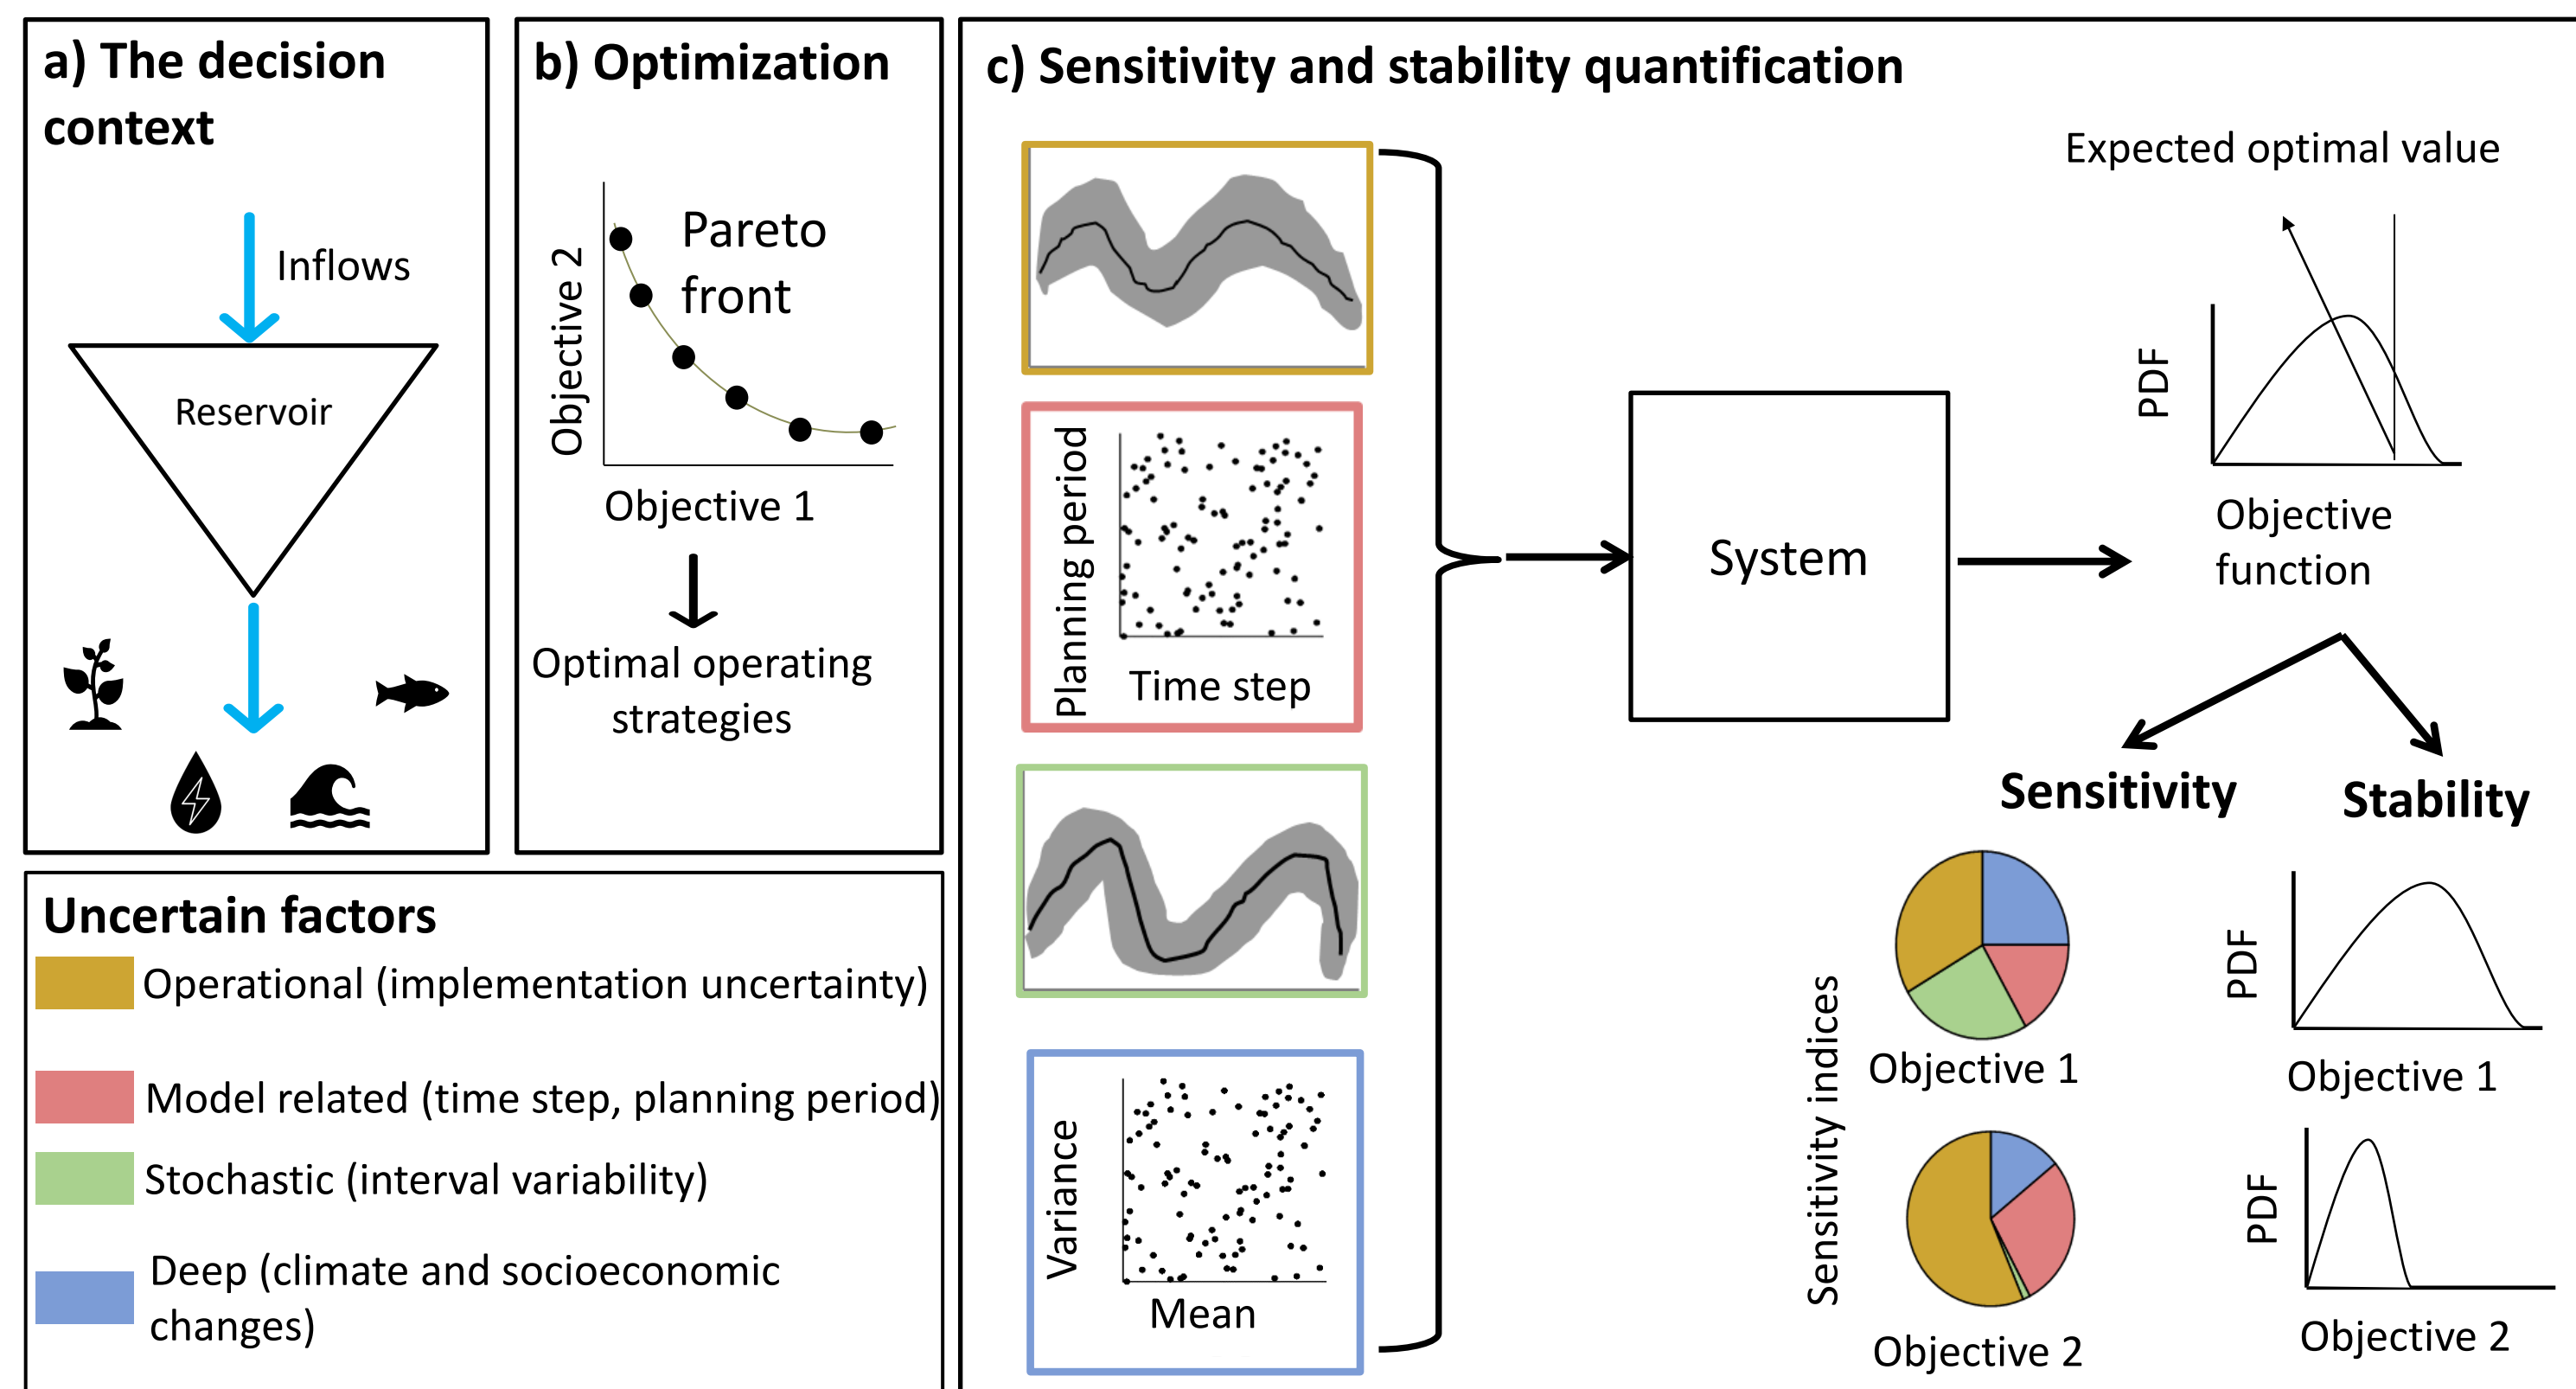 a) The decision
context
Inflows
Reservoir
b) Optimization
Objective 2
Pareto
front
Objective 1
Optimal operating
strategies
Uncertain factors
Operational (implementation uncertainty)
Model related (time step, planning period)
Stochastic (interval variability)
Deep (climate and socioeconomic
changes)
c) Sensitivity and stability quantification
Planning period
Time step
Variance
Mean
System
Expected optimal value
PDF
Objective
function
Sensitivity
Stability
Sensitivity indices
Objective 1
Objective 2
PDF
Objective 1
PDF
Objective 2